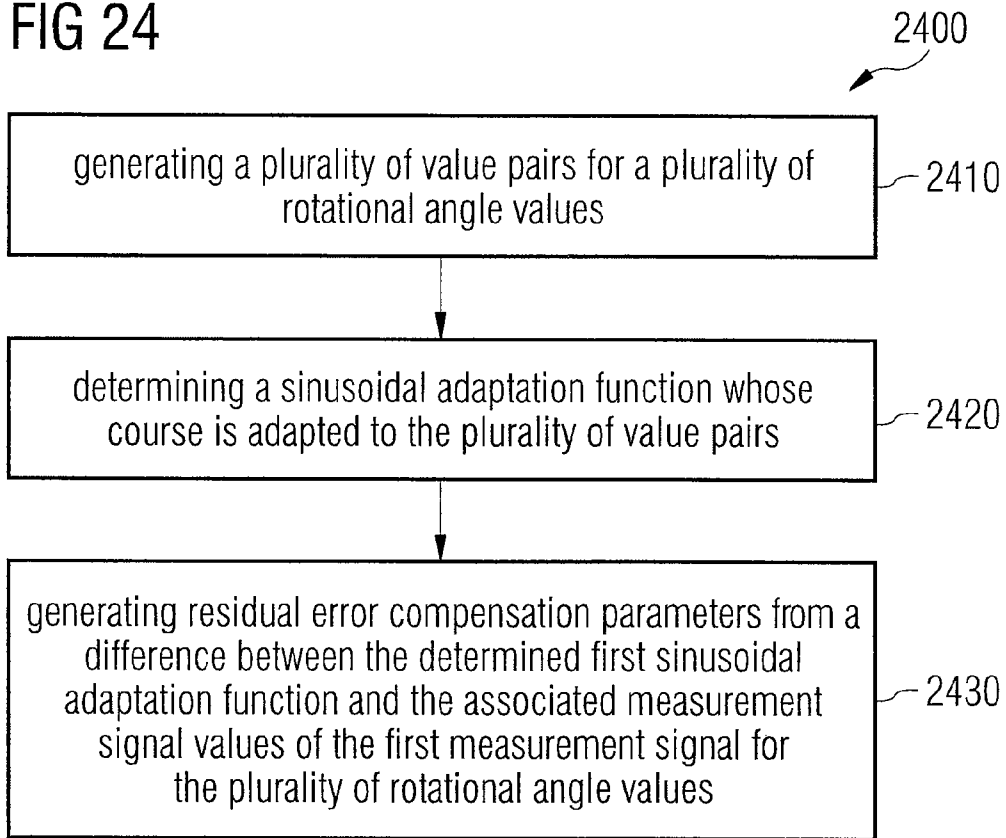 FIG 24
2400
generating a plurality of value pairs for a plurality of
rotational angle values
2410
determining a sinusoidal adaptation function whose
course is adapted to the plurality of value pairs
2420
generating residual error compensation parameters from a
difference between the determined first sinusoidal
adaptation function and the associated measurement
signal values of the first measurement signal for
the plurality of rotational angle values
2430